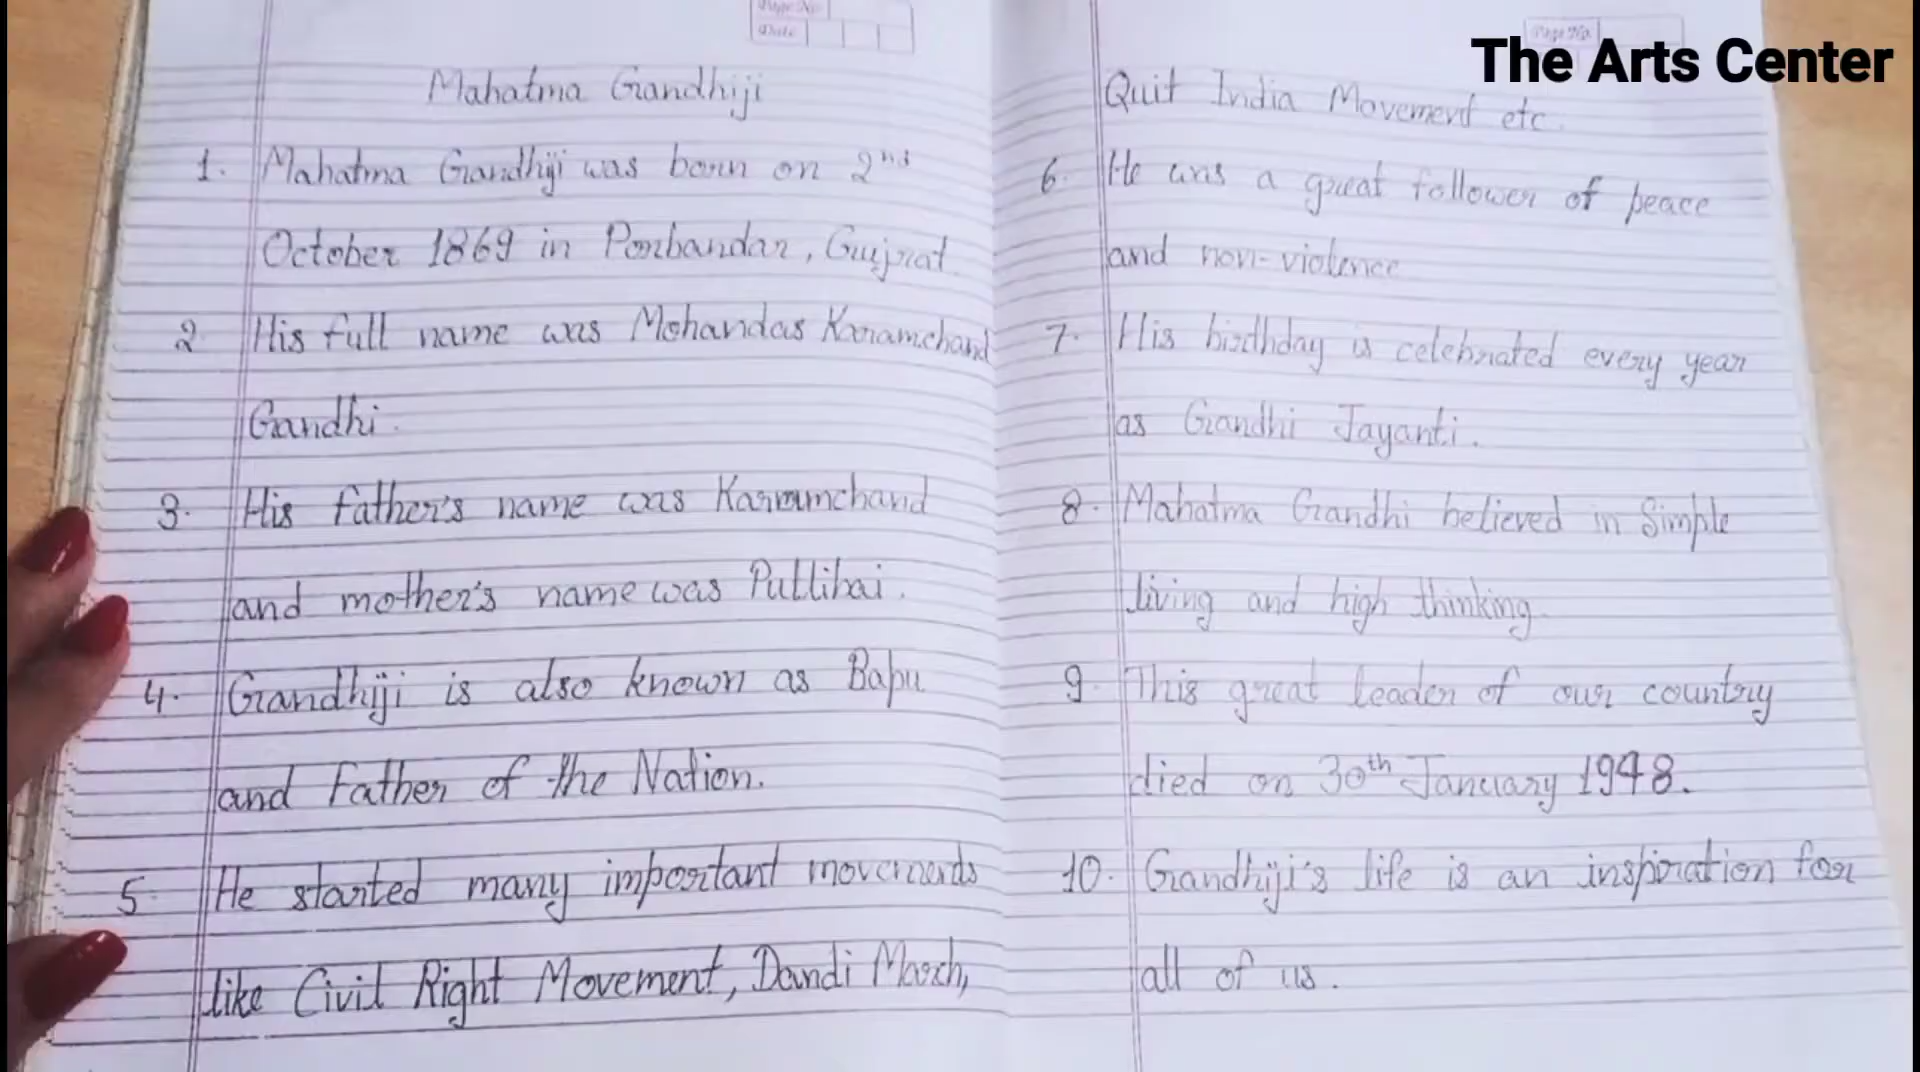 Page No.
Date
Mahatma Gandhiji
1. Mahatma Gandhiji was born on 2nd
October 1869 in Porbandar, Gujrat.
2. His full name was Mohandas Karamchand
Gandhi.
3. His father's name was Karamchand
and mother's name was Putlibai.
4. Gandhiji is also known as Bapu
and Father of the Nation.
5. He started many important movements
like Civil Right Movement, Dandi March,
Page No.
The Arts Center
Quit India Movement etc.
6. He was a great follower of peace
and non-violence
7. His birthday is celebrated every year
as Gandhi Jayanti.
8. Mahatma Gandhi believed in Simple
living and high thinking.
9. This great leader of our country
died on 30th January 1948.
10. Gandhiji's life is an inspiration for
all of us.